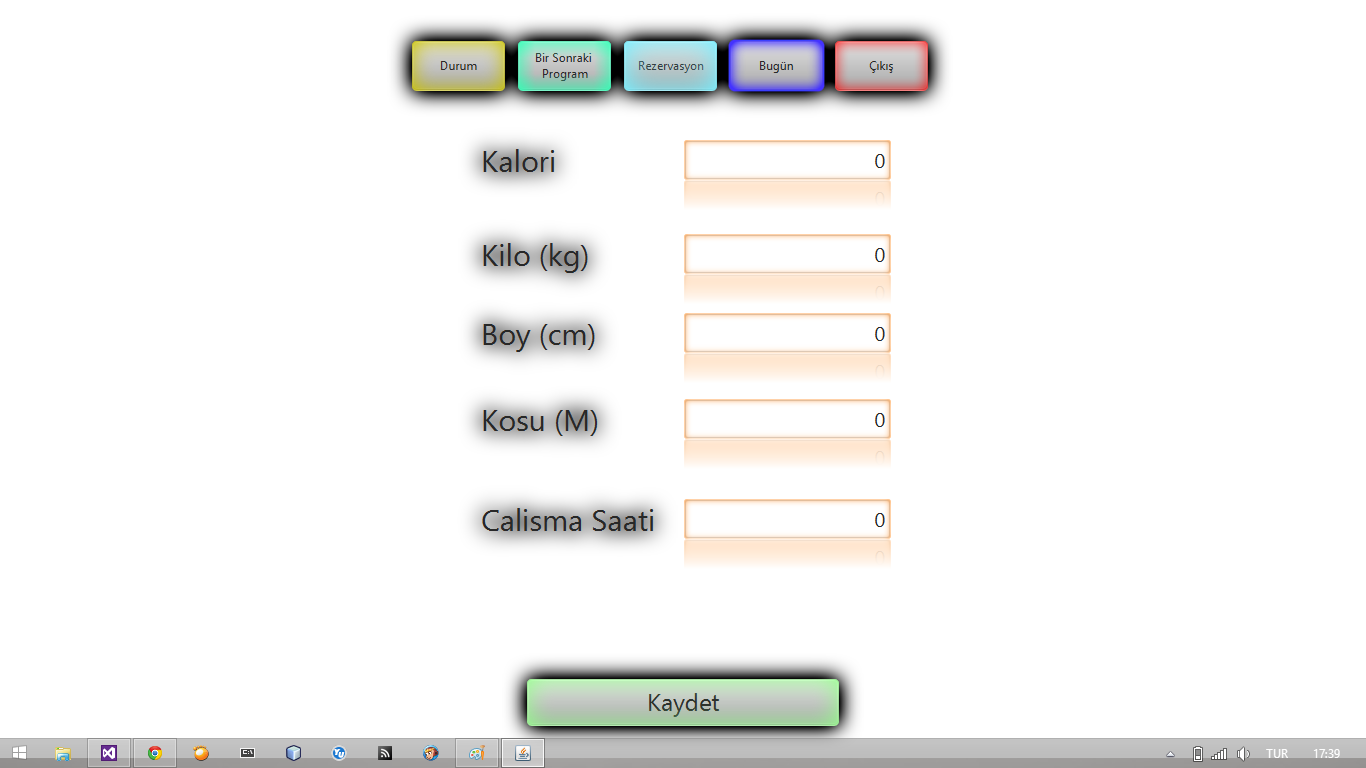 Durum
Bir Sonraki
Program
Rezervasyon
Bugün
Çıkış
Kalori
0
Kilo (kg)
0
Boy (cm)
0
Kosu (M)
0
Calisma Saati
0
Kaydet
TUR
17:39